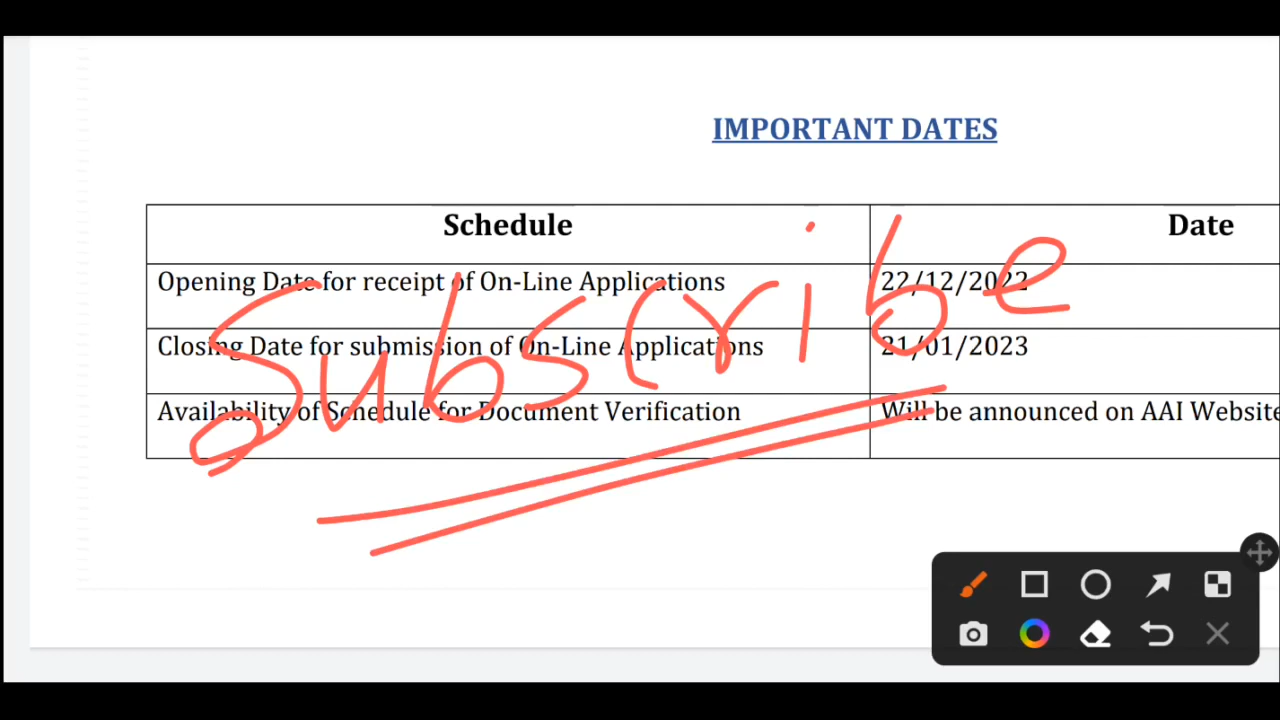 IMPORTANT DATES
Schedule Date
Opening Date for receipt of On-Line Applications 22/12/2022
Closing Date for submission of On-Line Applications 21/01/2023
Availability of Schedule for Document Verification Will be announced on AAI Website
Subscribe